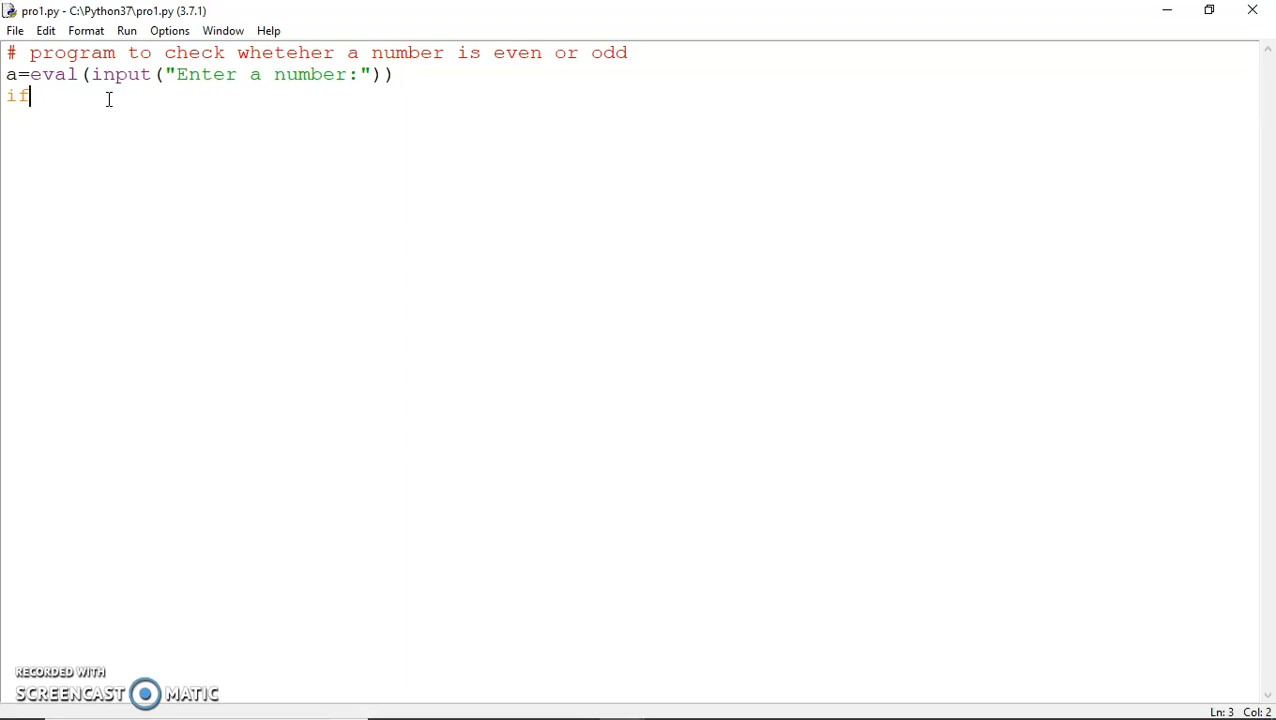 pro1.py - C:\Python37\pro1.py (3.7.1)
File Edit Format Run Options Window Help
# program to check wheteher a number is even or odd
a=eval(input("Enter a number:"))
if
RECORDED WITH
SCREENCAST MATIC
Ln: 3 Col: 2